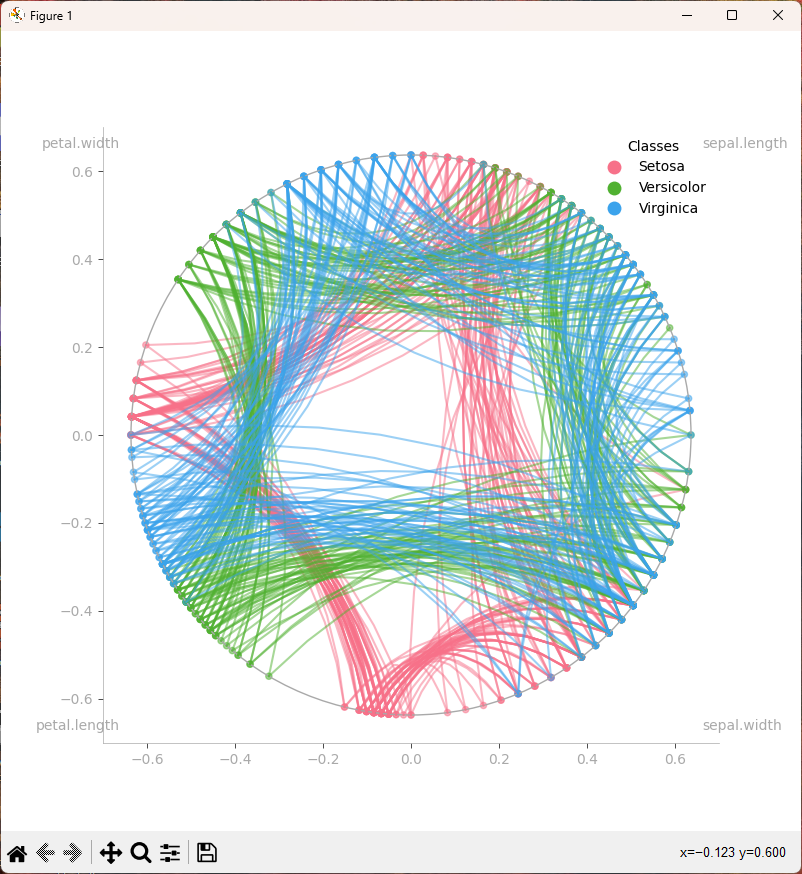 Figure 1
petal.width
sepal.length
Classes
Setosa
Versicolor
Virginica
0.6
0.4
0.2
0.0
−0.2
−0.4
−0.6
petal.length
sepal.width
−0.6 −0.4 −0.2 0.0 0.2 0.4 0.6
x=−0.123 y=0.600